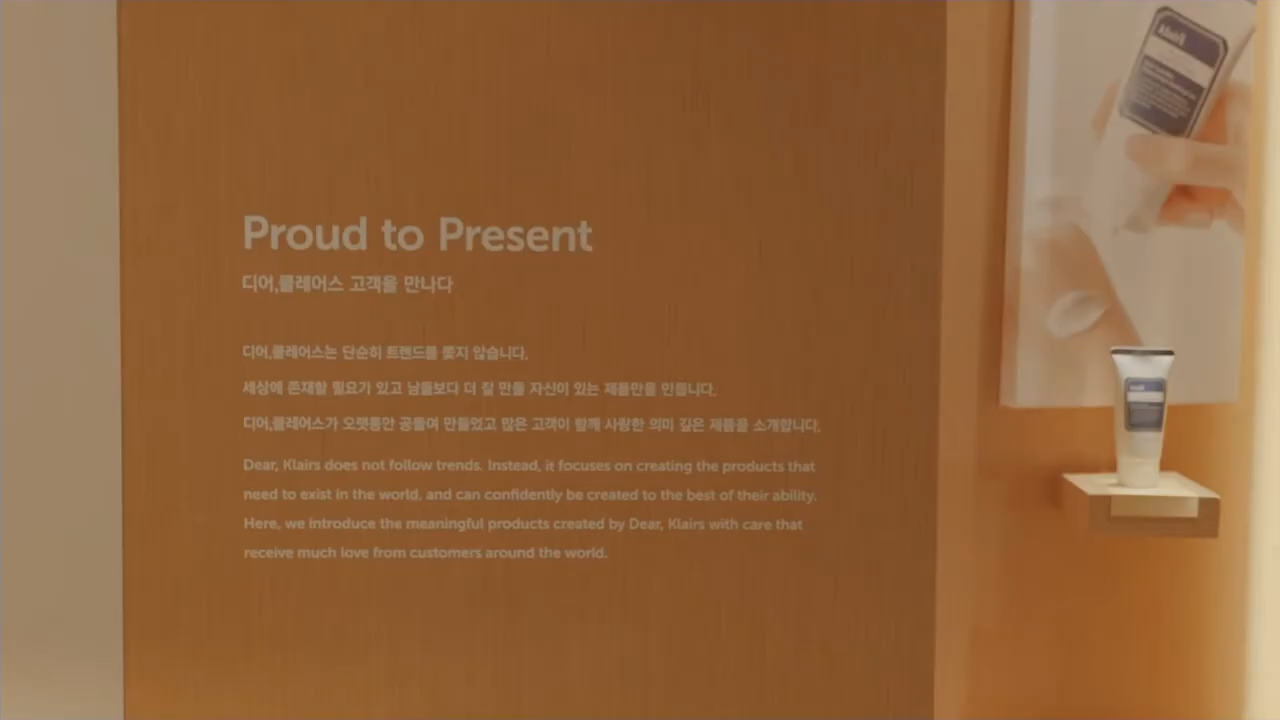 Proud to Present
디어,클레어스 고객을 만나다
디어,클레어스는 단순히 트렌드를 쫓지 않습니다.
세상에 존재할 필요가 있고 남들보다 더 잘 만들 자신이 있는 제품만을 만듭니다.
디어,클레어스가 오랫동안 공들여 만들었고 많은 고객이 함께 사랑한 의미 깊은 제품을 소개합니다.
Dear, Klairs does not follow trends. Instead, it focuses on creating the products that
need to exist in the world, and can confidently be created to the best of their ability.
Here, we introduce the meaningful products created by Dear, Klairs with care that
receive much love from customers around the world.